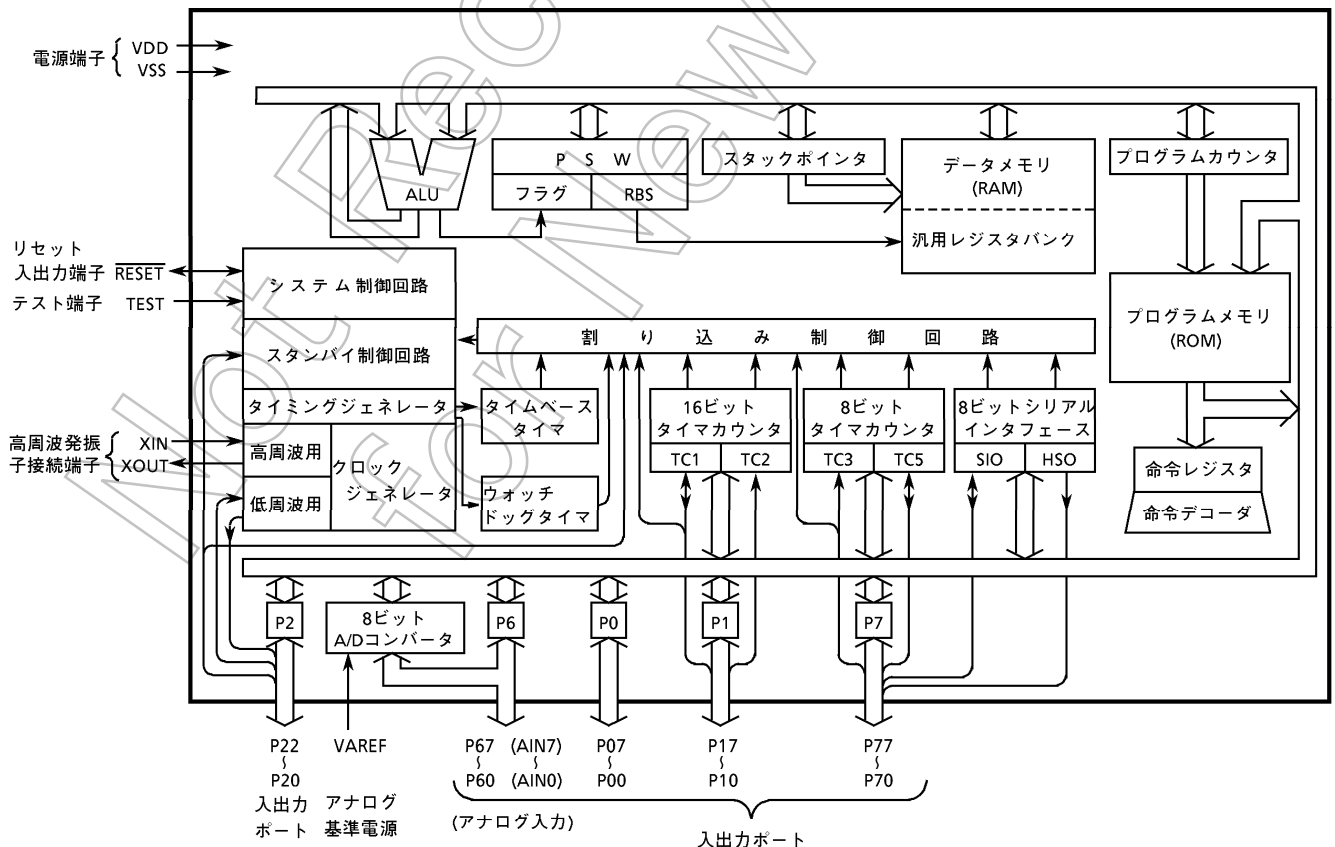 電源端子
VDD
VSS
ALU
P S W
フラグ
RBS
スタックポインタ
データメモリ
(RAM)
汎用レジスタバンク
プログラムカウンタ
リセット
入出力端子 RESET
テスト端子 TEST
システム制御回路
スタンバイ制御回路
タイミングジェネレータ
高周波発振
子接続端子
XIN
XOUT
高周波用
低周波用
クロック
ジェネレータ
割り込み制御回路
タイムベース
タイマ
ウォッチ
ドッグタイマ
16ビット
タイマカウンタ
TC1
TC2
8ビット
タイマカウンタ
TC3
TC5
8ビットシリアル
インタフェース
SIO
HSO
プログラムメモリ
(ROM)
命令レジスタ
命令デコーダ
P2
8ビット
A/Dコンバータ
P6
P0
P1
P7
P22
~
P20
入出力
ポート
VAREF
アナログ
基準電源
P67 (AIN7)
~ ~
P60 (AIN0)
(アナログ入力)
P07
~
P00
P17
~
P10
P77
~
P70
入出力ポート
Not Rec
for New